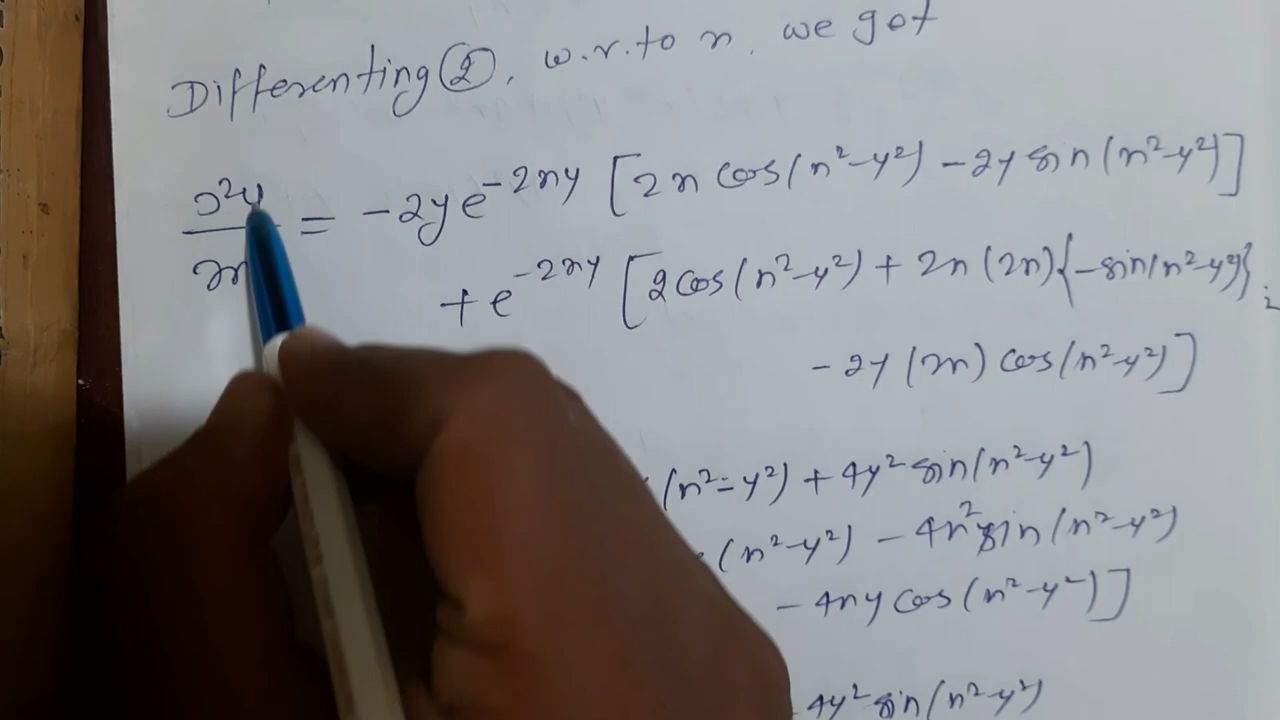 Differenting ②, w.r.to x, we get
∂²u/∂x = -2y e^{-2xy} [2x cos(x²-y²) - 2y sin(x²-y²)]
+ e^{-2xy} [2cos(x²-y²) + 2x(2x){-sin(x²-y²)}
- 2y (2x) cos(x²-y²)]
(x²-y²) + 4y² sin(x²-y²)
(x²-y²) - 4x² sin(x²-y²)
- 4xy cos(x²-y²)]
4y² sin(x²-y²)